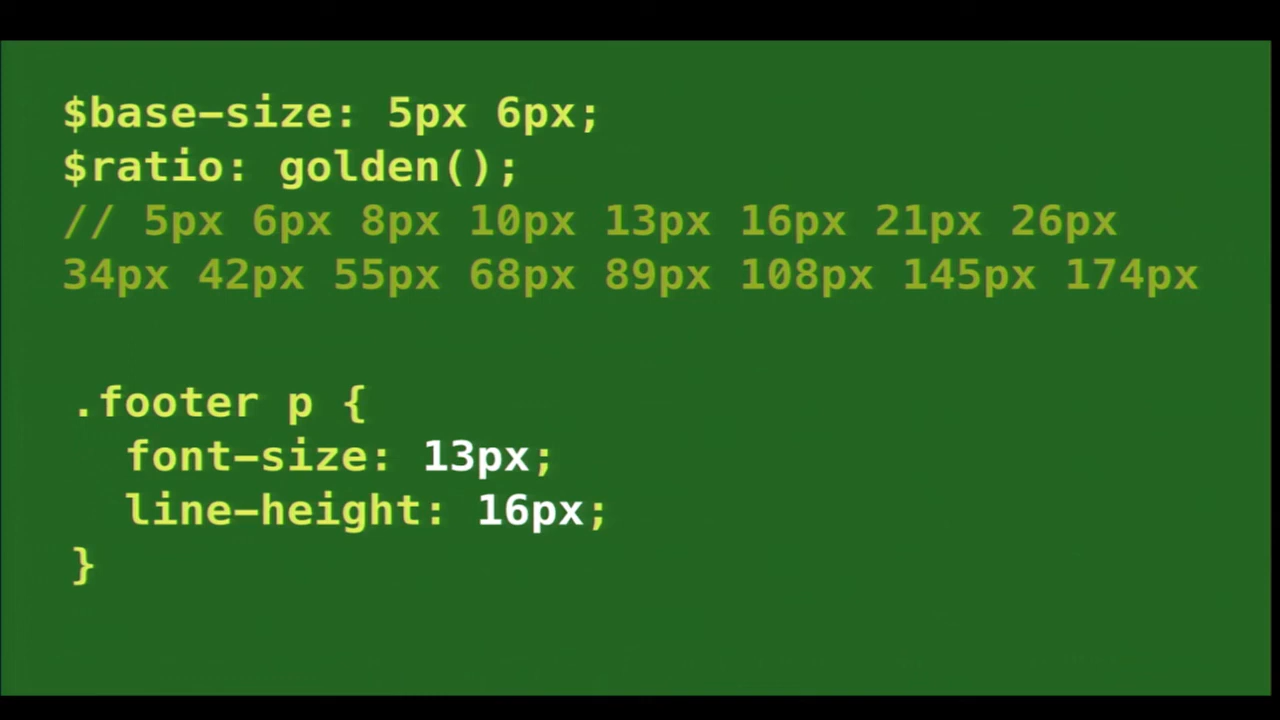 $base-size: 5px 6px;
$ratio: golden();
// 5px 6px 8px 10px 13px 16px 21px 26px
34px 42px 55px 68px 89px 108px 145px 174px
.footer p {
font-size: 13px;
line-height: 16px;
}